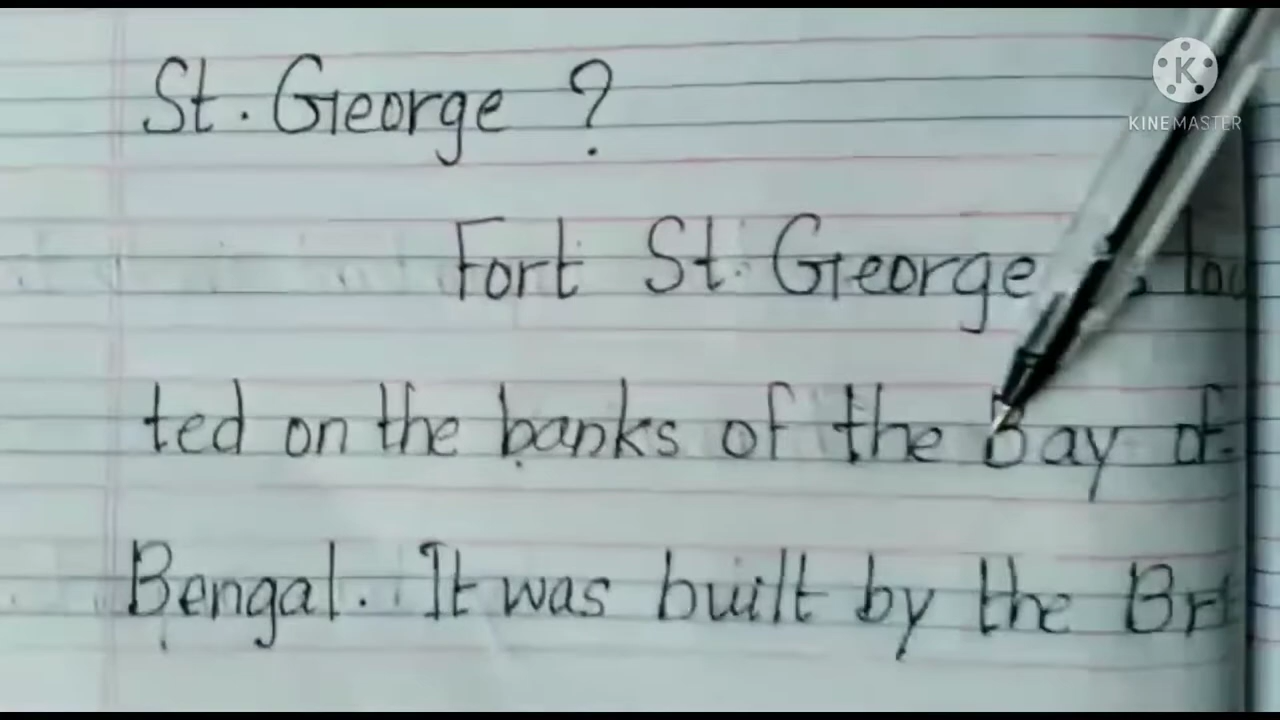 St. George ?
Fort St. George
ted on the banks of the Bay of
Bengal. It was built by the
K
KINEMASTER